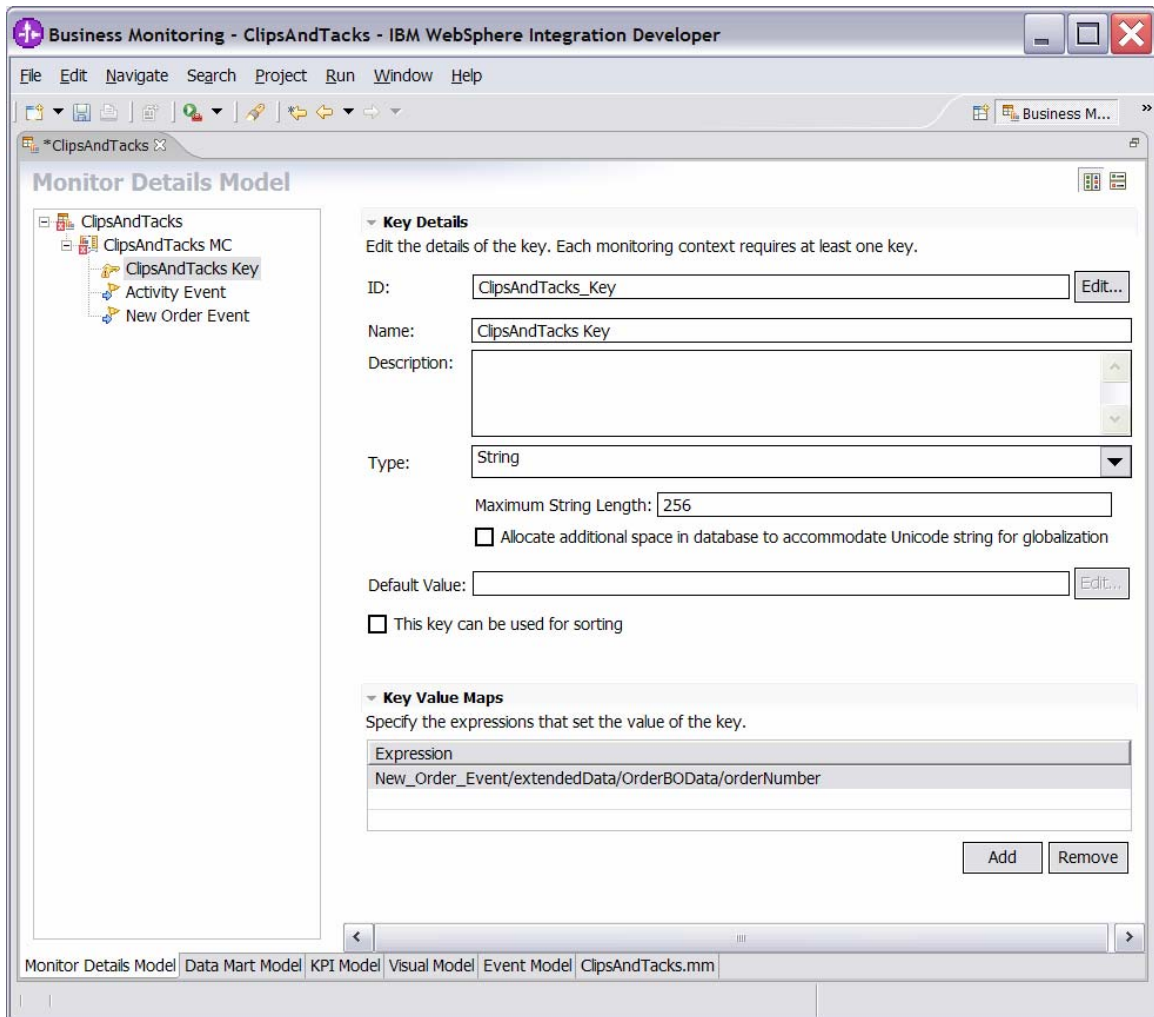 Business Monitoring - ClipsAndTacks - IBM WebSphere Integration Developer
File Edit Navigate Search Project Run Window Help
Business M... »
*ClipsAndTacks
Monitor Details Model
ClipsAndTacks
ClipsAndTacks MC
ClipsAndTacks Key
Activity Event
New Order Event
Key Details
Edit the details of the key. Each monitoring context requires at least one key.
ID: ClipsAndTacks_Key Edit...
Name: ClipsAndTacks Key
Description:
Type: String
Maximum String Length: 256
Allocate additional space in database to accommodate Unicode string for globalization
Default Value: Edit...
This key can be used for sorting
Key Value Maps
Specify the expressions that set the value of the key.
Expression
New_Order_Event/extendedData/OrderBOData/orderNumber
Add Remove
Monitor Details Model Data Mart Model KPI Model Visual Model Event Model ClipsAndTacks.mm